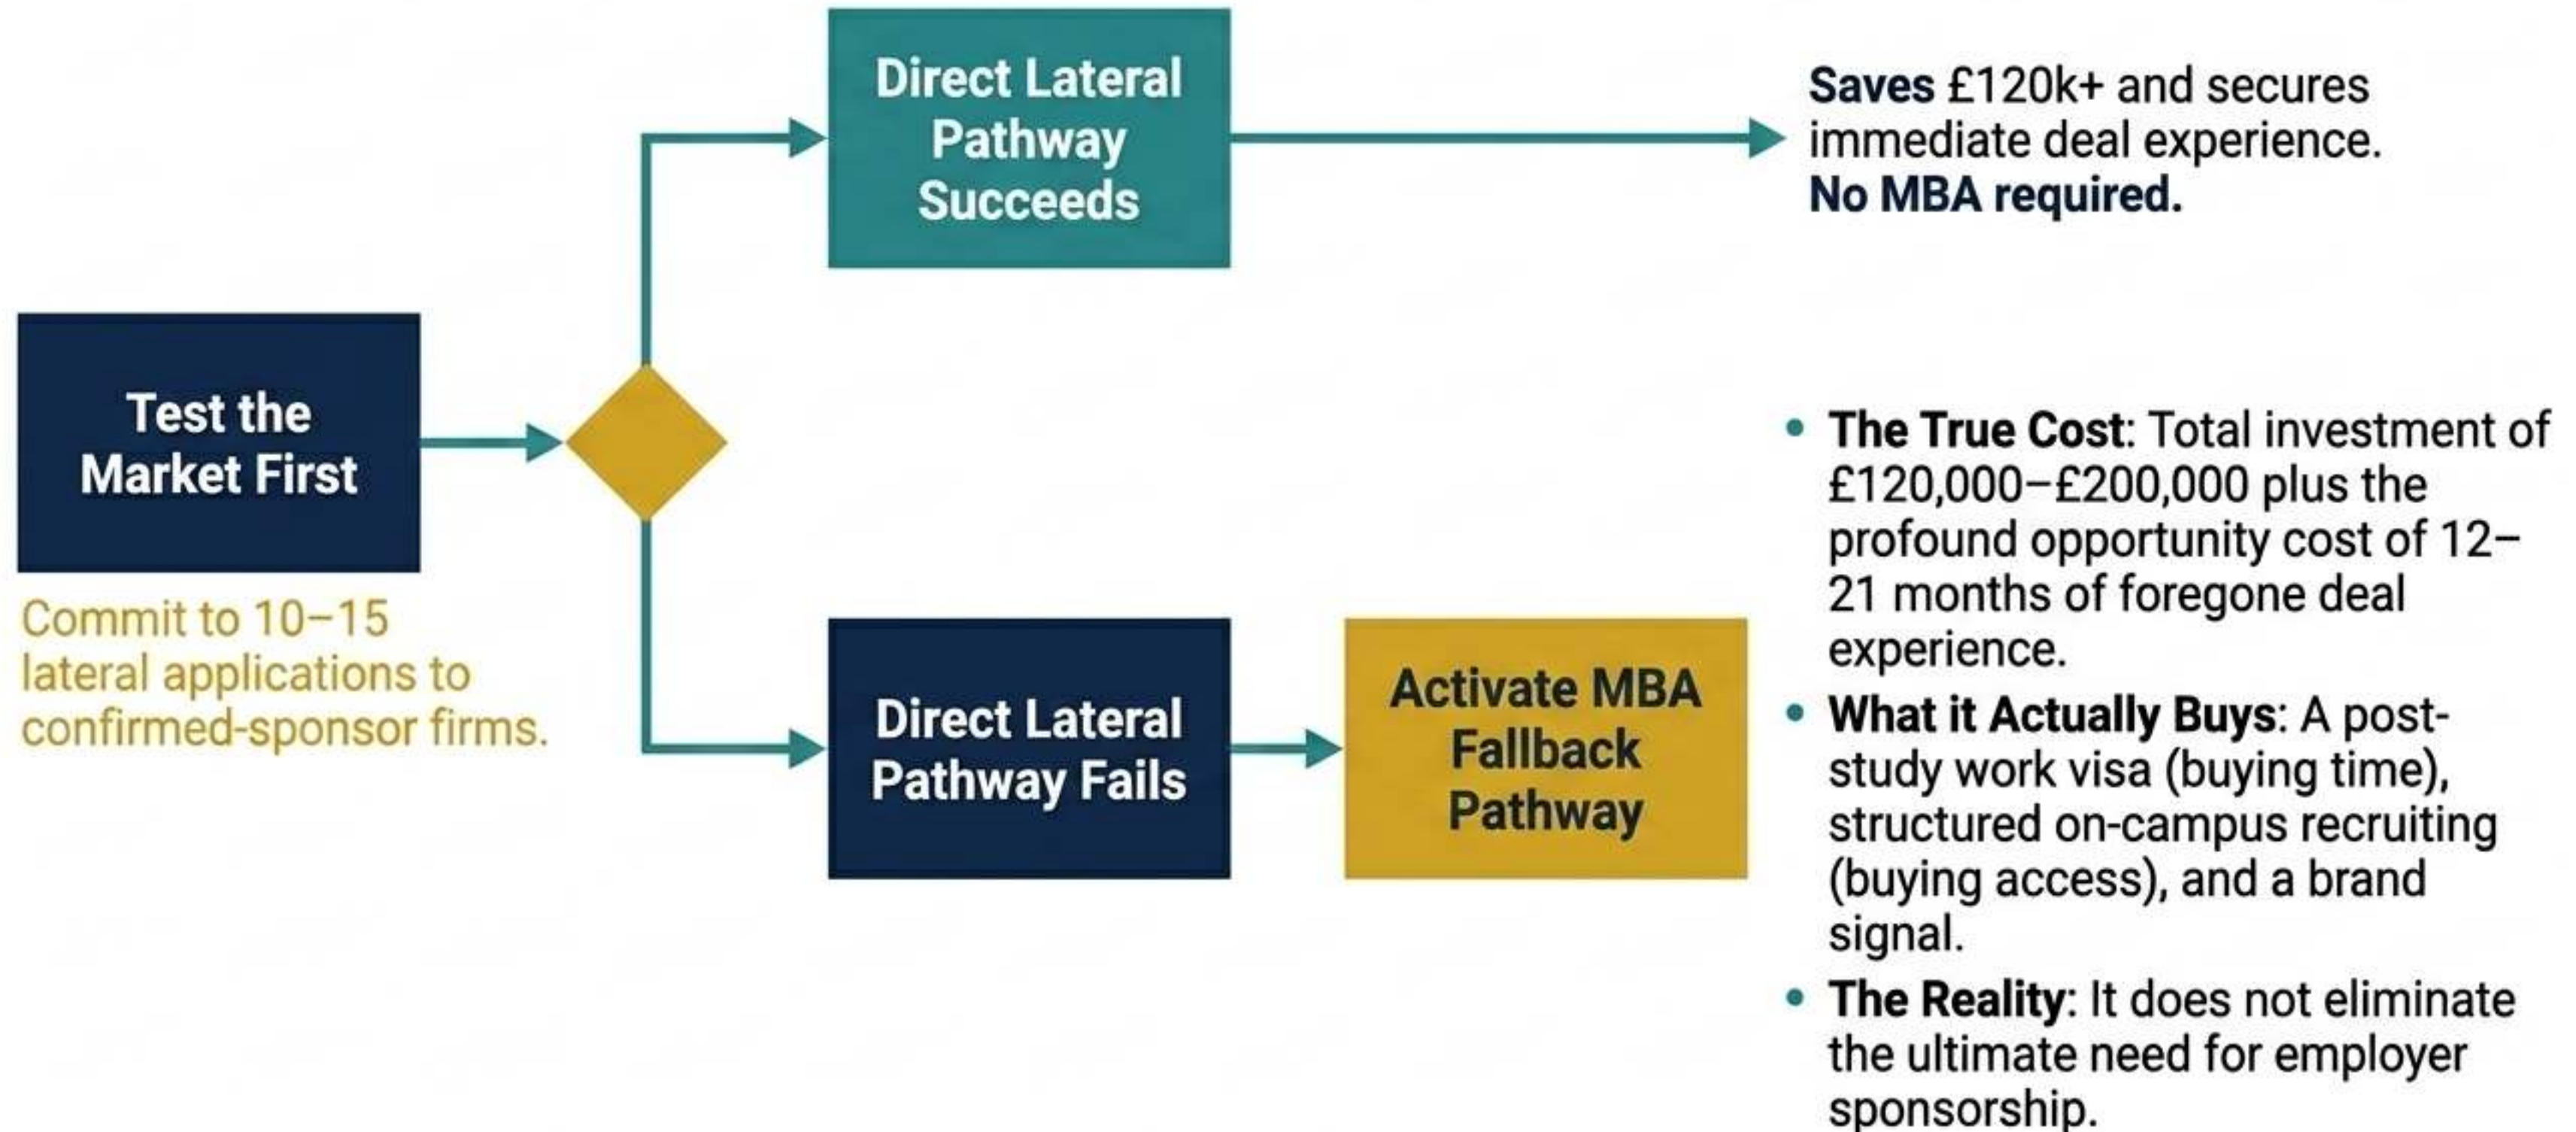 Direct Lateral
Pathway
Succeeds
Saves £120k+ and secures
immediate deal experience.
No MBA required.
Test the
Market First
Commit to 10–15
lateral applications to
confirmed-sponsor firms.
Direct Lateral
Pathway Fails
Activate MBA
Fallback
Pathway
• The True Cost: Total investment of
£120,000–£200,000 plus the
profound opportunity cost of 12–
21 months of foregone deal
experience.
• What it Actually Buys: A post-
study work visa (buying time),
structured on-campus recruiting
(buying access), and a brand
signal.
• The Reality: It does not eliminate
the ultimate need for employer
sponsorship.